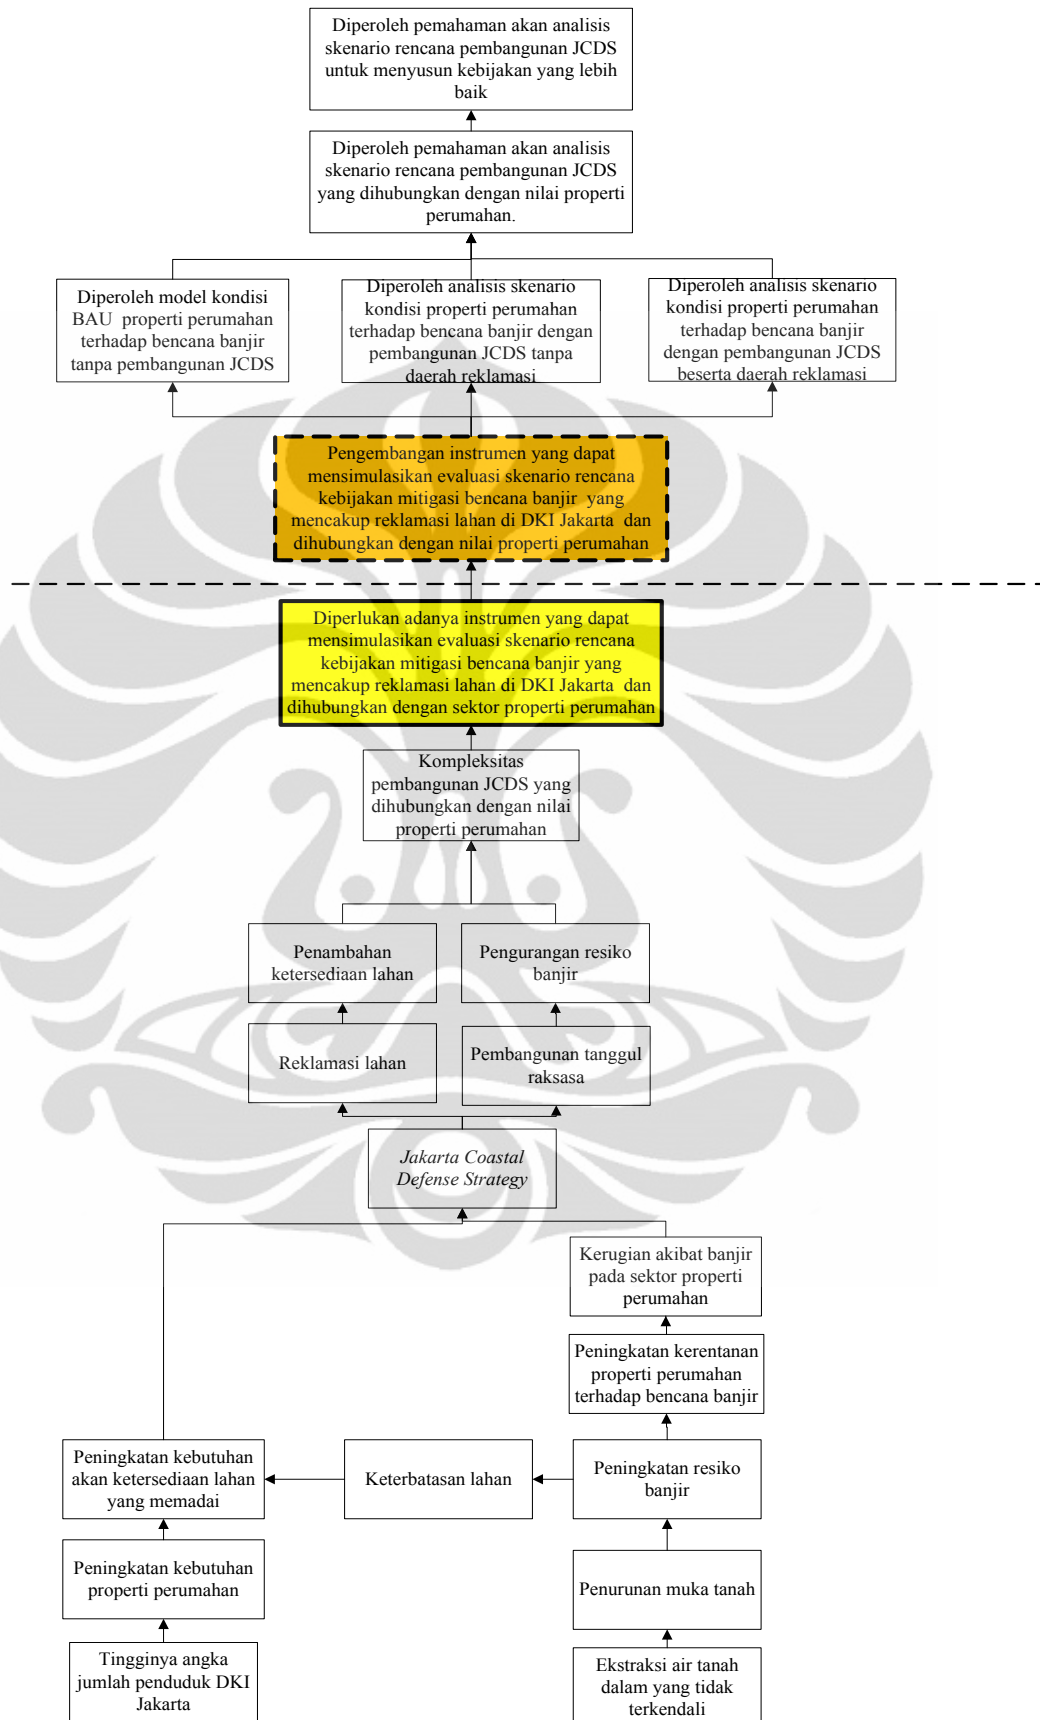 Diperoleh pemahaman akan analisis
skenario rencana pembangunan JCDS
untuk menyusun kebijakan yang lebih
baik
Diperoleh pemahaman akan analisis
skenario rencana pembangunan JCDS
yang dihubungkan dengan nilai properti
perumahan.
Diperoleh model kondisi
BAU properti perumahan
terhadap bencana banjir
tanpa pembangunan JCDS
Diperoleh analisis skenario
kondisi properti perumahan
terhadap bencana banjir dengan
pembangunan JCDS tanpa
daerah reklamasi
Diperoleh analisis skenario
kondisi properti perumahan
terhadap bencana banjir
dengan pembangunan JCDS
beserta daerah reklamasi
Pengembangan instrumen yang dapat
mensimulasikan evaluasi skenario rencana
kebijakan mitigasi bencana banjir yang
mencakup reklamasi lahan di DKI Jakarta dan
dihubungkan dengan nilai properti perumahan
Diperlukan adanya instrumen yang dapat
mensimulasikan evaluasi skenario rencana
kebijakan mitigasi bencana banjir yang
mencakup reklamasi lahan di DKI Jakarta dan
dihubungkan dengan sektor properti perumahan
Kompleksitas
pembangunan JCDS yang
dihubungkan dengan nilai
properti perumahan
Penambahan
ketersediaan lahan
Pengurangan resiko
banjir
Reklamasi lahan
Pembangunan tanggul
raksasa
Jakarta Coastal
Defense Strategy
Kerugian akibat banjir
pada sektor properti
perumahan
Peningkatan kerentanan
properti perumahan
terhadap bencana banjir
Peningkatan kebutuhan
akan ketersediaan lahan
yang memadai
Keterbatasan lahan
Peningkatan resiko
banjir
Peningkatan kebutuhan
properti perumahan
Penurunan muka tanah
Tingginya angka
jumlah penduduk DKI
Jakarta
Ekstraksi air tanah
dalam yang tidak
terkendali